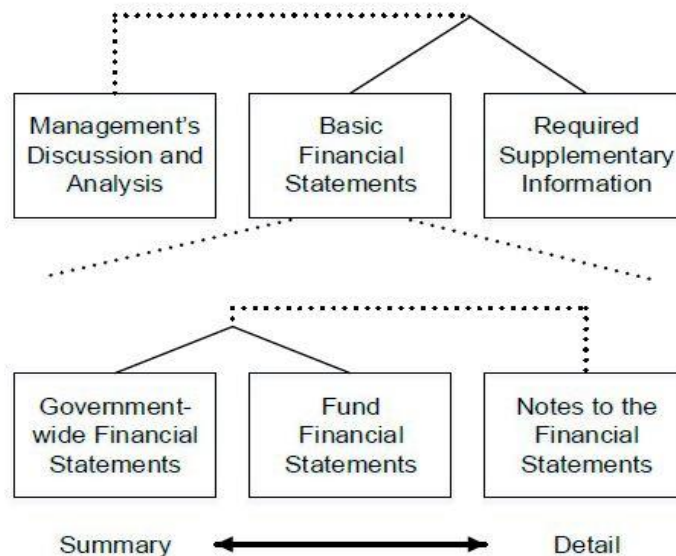 Management's
Discussion and
Analysis
Basic
Financial
Statements
Required
Supplementary
Information
Government-
wide Financial
Statements
Fund
Financial
Statements
Notes to the
Financial
Statements
Summary
Detail